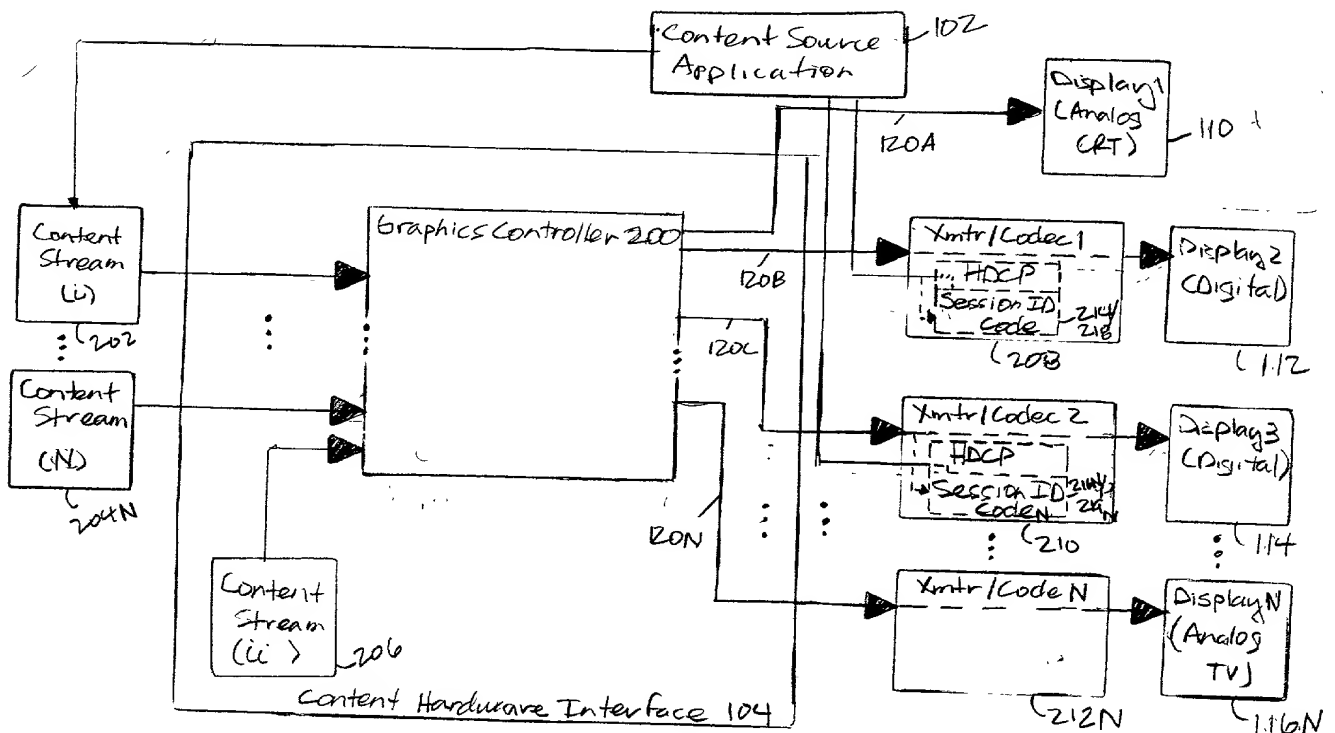 Content Source
Application
102
Display 1
(Analog
CRT)
110
120A
Content
Stream
(i)
202
Graphics Controller 200
120B
Xmtr/Codec 1
HDCP
Session ID
Code
214/
218
208
Display 2
(Digital)
112
120C
Content
Stream
(N)
204N
Xmtr/Codec 2
HDCP
Session ID
Code N
210
Display 3
(Digital)
114
120N
Content
Stream
(ii)
206
Xmtr/Code N
212N
Display N
(Analog
TV)
116N
Content Hardware Interface 104